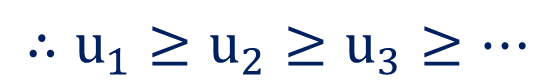 ∴ u₁ ≥ u₂ ≥ u₃ ≥ ⋯